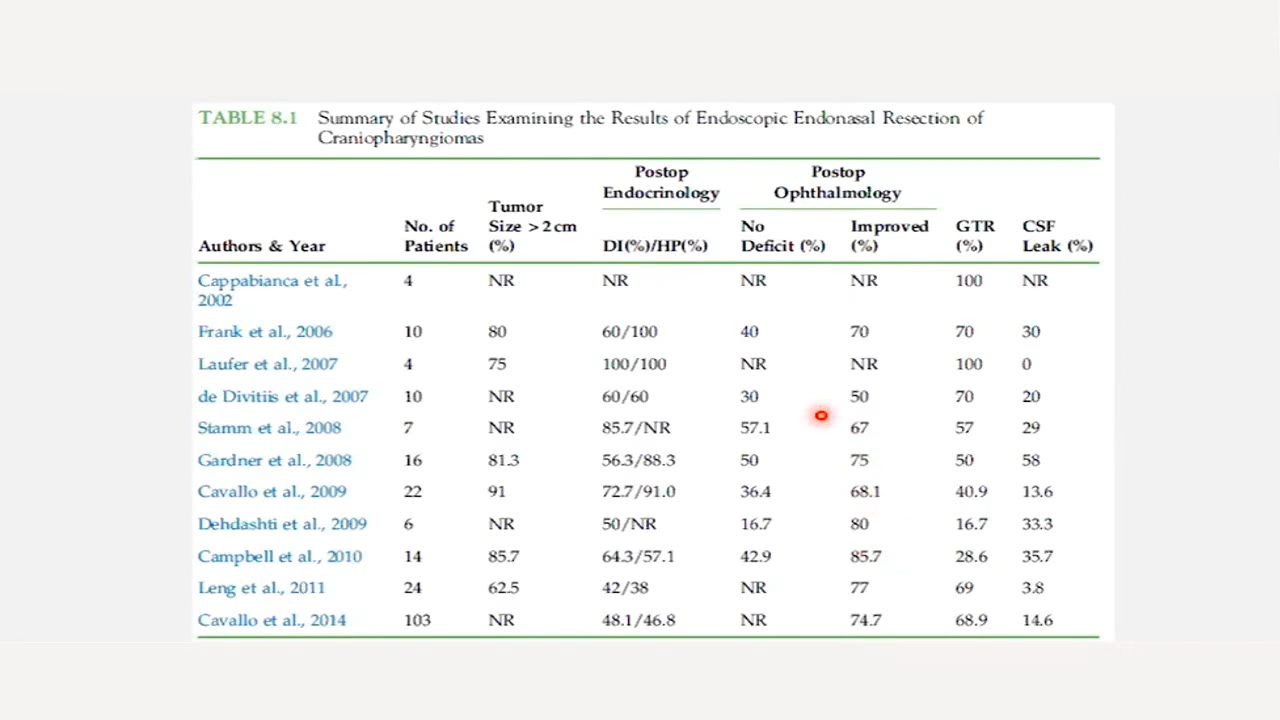 TABLE 8.1 Summary of Studies Examining the Results of Endoscopic Endonasal Resection of
Craniopharyngiomas
Postop Postop
Endocrinology Ophthalmology
Tumor
No. of Size >2 cm No Improved GTR CSF
Authors & Year Patients (%) DI(%)/HP(%) Deficit (%) (%) (%) Leak (%)
Cappabianca et al., 4 NR NR NR NR 100 NR
2002
Frank et al., 2006 10 80 60/100 40 70 70 30
Laufer et al., 2007 4 75 100/100 NR NR 100 0
de Divitiis et al., 2007 10 NR 60/60 30 50 70 20
Stamm et al., 2008 7 NR 85.7/NR 57.1 67 57 29
Gardner et al., 2008 16 81.3 56.3/88.3 50 75 50 58
Cavallo et al., 2009 22 91 72.7/91.0 36.4 68.1 40.9 13.6
Dehdashti et al., 2009 6 NR 50/NR 16.7 80 16.7 33.3
Campbell et al., 2010 14 85.7 64.3/57.1 42.9 85.7 28.6 35.7
Leng et al., 2011 24 62.5 42/38 NR 77 69 3.8
Cavallo et al., 2014 103 NR 48.1/46.8 NR 74.7 68.9 14.6